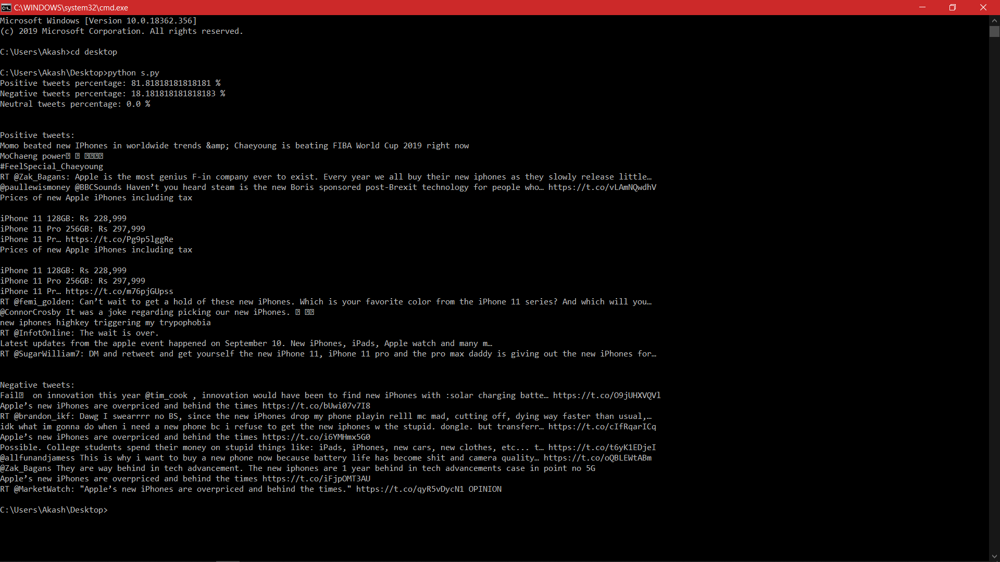 C:\WINDOWS\system32\cmd.exe
Microsoft Windows [Version 10.0.18362.356]
(c) 2019 Microsoft Corporation. All rights reserved.
C:\Users\Akash>cd desktop
C:\Users\Akash\Desktop>python s.py
Positive tweets percentage: 81.81818181818181 %
Negative tweets percentage: 18.181818181818183 %
Neutral tweets percentage: 0.0 %
Positive tweets:
Momo beated new IPhones in worldwide trends &amp; Chaeyoung is beating FIBA World Cup 2019 right now
MoChaeng power
#FeelSpecial_Chaeyoung
RT @Zak_Bagans: Apple is the most genius F-in company ever to exist. Every year we all buy their new iphones as they slowly release little…
@paullewismoney @BBCSounds Haven’t you heard steam is the new Boris sponsored post-Brexit technology for people who… https://t.co/vLAmNQwdhV
Prices of new Apple iPhones including tax
iPhone 11 128GB: Rs 228,999
iPhone 11 Pro 256GB: Rs 297,999
iPhone 11 Pr… https://t.co/Pg9p5lggRe
Prices of new Apple iPhones including tax
iPhone 11 128GB: Rs 228,999
iPhone 11 Pro 256GB: Rs 297,999
iPhone 11 Pr… https://t.co/m76pjGUpss
RT @femi_golden: Can’t wait to get a hold of these new iPhones. Which is your favorite color from the iPhone 11 series? And which will you…
@ConnorCrosby It was a joke regarding picking our new iPhones.
new iphones highkey triggering my trypophobia
RT @InfotOnline: The wait is over.
Latest updates from the apple event happened on September 10. New iPhones, iPads, Apple watch and many m…
RT @SugarWilliam7: DM and retweet and get yourself the new iPhone 11, iPhone 11 pro and the pro max daddy is giving out the new iPhones for…
Negative tweets:
Fail on innovation this year @tim_cook , innovation would have been to find new iPhones with :solar charging batte… https://t.co/O9jUHXVQVl
Apple’s new iPhones are overpriced and behind the times https://t.co/bUwi07v7I8
RT @brandon_ikf: Dawg I swearrrr no BS, since the new iPhones drop my phone playin relll mc mad, cutting off, dying way faster than usual,…
idk what im gonna do when i need a new phone bc i refuse to get the new iphones w the stupid. dongle. but transferr… https://t.co/cIfRqarICq
Apple’s new iPhones are overpriced and behind the times https://t.co/i6YMHmx5G0
Possible. College students spend their money on stupid things like: iPads, iPhones, new cars, new clothes, etc... t… https://t.co/t6yK1EDjeI
@allfunandjamess This is why i want to buy a new phone now because battery life has become shit and camera quality… https://t.co/oQBLEWtABm
@Zak_Bagans They are way behind in tech advancement. The new iphones are 1 year behind in tech advancements case in point no 5G
Apple’s new iPhones are overpriced and behind the times https://t.co/iFjpOMT3AU
RT @MarketWatch: "Apple’s new iPhones are overpriced and behind the times." https://t.co/qyR5vDycN1 OPINION
C:\Users\Akash\Desktop>